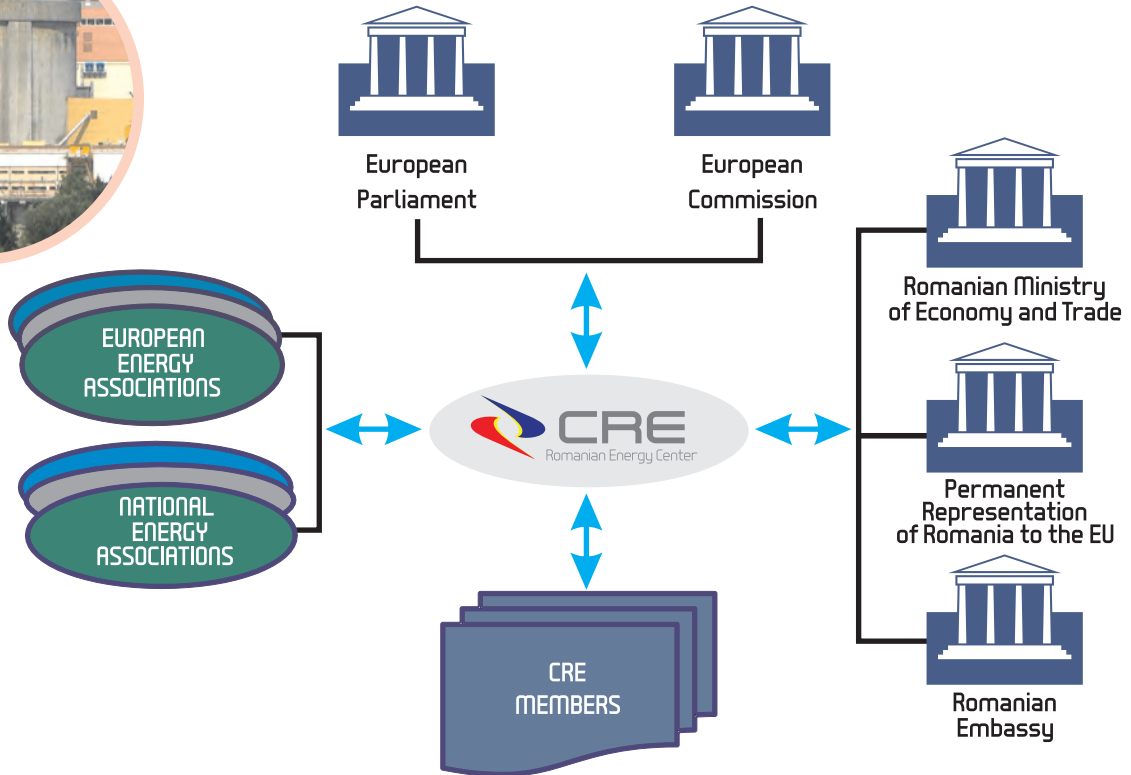 European
Parliament
European
Commission
Romanian Ministry
of Economy and Trade
EUROPEAN
ENERGY
ASSOCIATIONS
CRE
Romanian Energy Center
Permanent
Representation
of Romania to the EU
NATIONAL
ENERGY
ASSOCIATIONS
CRE
MEMBERS
Romanian
Embassy